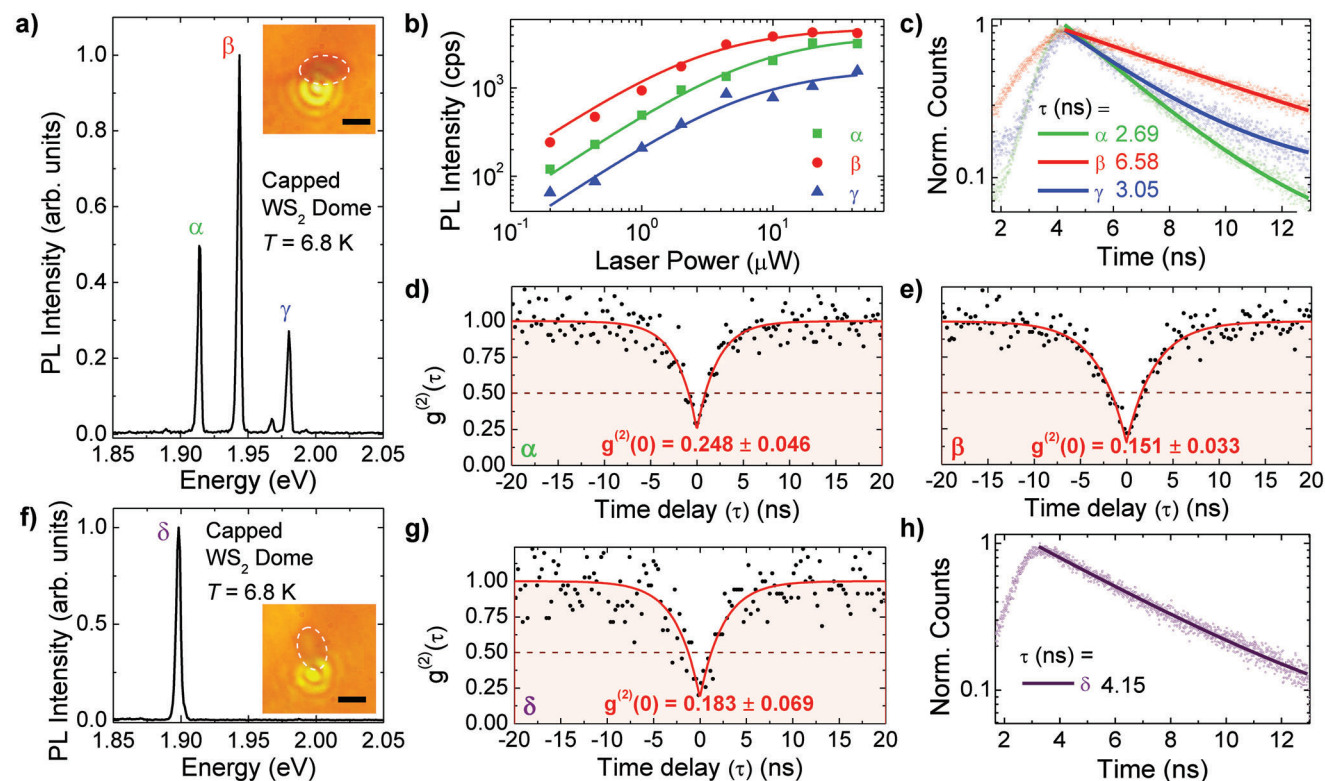 a)
PL Intensity (arb. units)
1.0
0.8
0.6
0.4
0.2
0.0
α
β
γ
Capped
WS₂ Dome
T = 6.8 K
1.85 1.90 1.95 2.00 2.05
Energy (eV)
b)
PL Intensity (cps)
10³
10²
α
β
γ
10⁻¹ 10⁰ 10¹ 10²
Laser Power (μW)
c)
Norm. Counts
1
0.1
τ (ns) =
α 2.69
β 6.58
γ 3.05
2 4 6 8 10 12
Time (ns)
d)
g⁽²⁾(τ)
1.00
0.75
0.50
0.25
0.00
g⁽²⁾(0) = 0.248 ± 0.046
α
-20 -15 -10 -5 0 5 10 15 20
Time delay (τ) (ns)
e)
g⁽²⁾(0) = 0.151 ± 0.033
β
-20 -15 -10 -5 0 5 10 15 20
Time delay (τ) (ns)
f)
PL Intensity (arb. units)
1.0
0.5
0.0
δ
Capped
WS₂ Dome
T = 6.8 K
1.85 1.90 1.95 2.00 2.05
Energy (eV)
g)
g⁽²⁾(τ)
1.00
0.75
0.50
0.25
0.00
g⁽²⁾(0) = 0.183 ± 0.069
δ
-20 -15 -10 -5 0 5 10 15 20
Time delay (τ) (ns)
h)
Norm. Counts
1
0.1
τ (ns) =
δ 4.15
2 4 6 8 10 12
Time (ns)